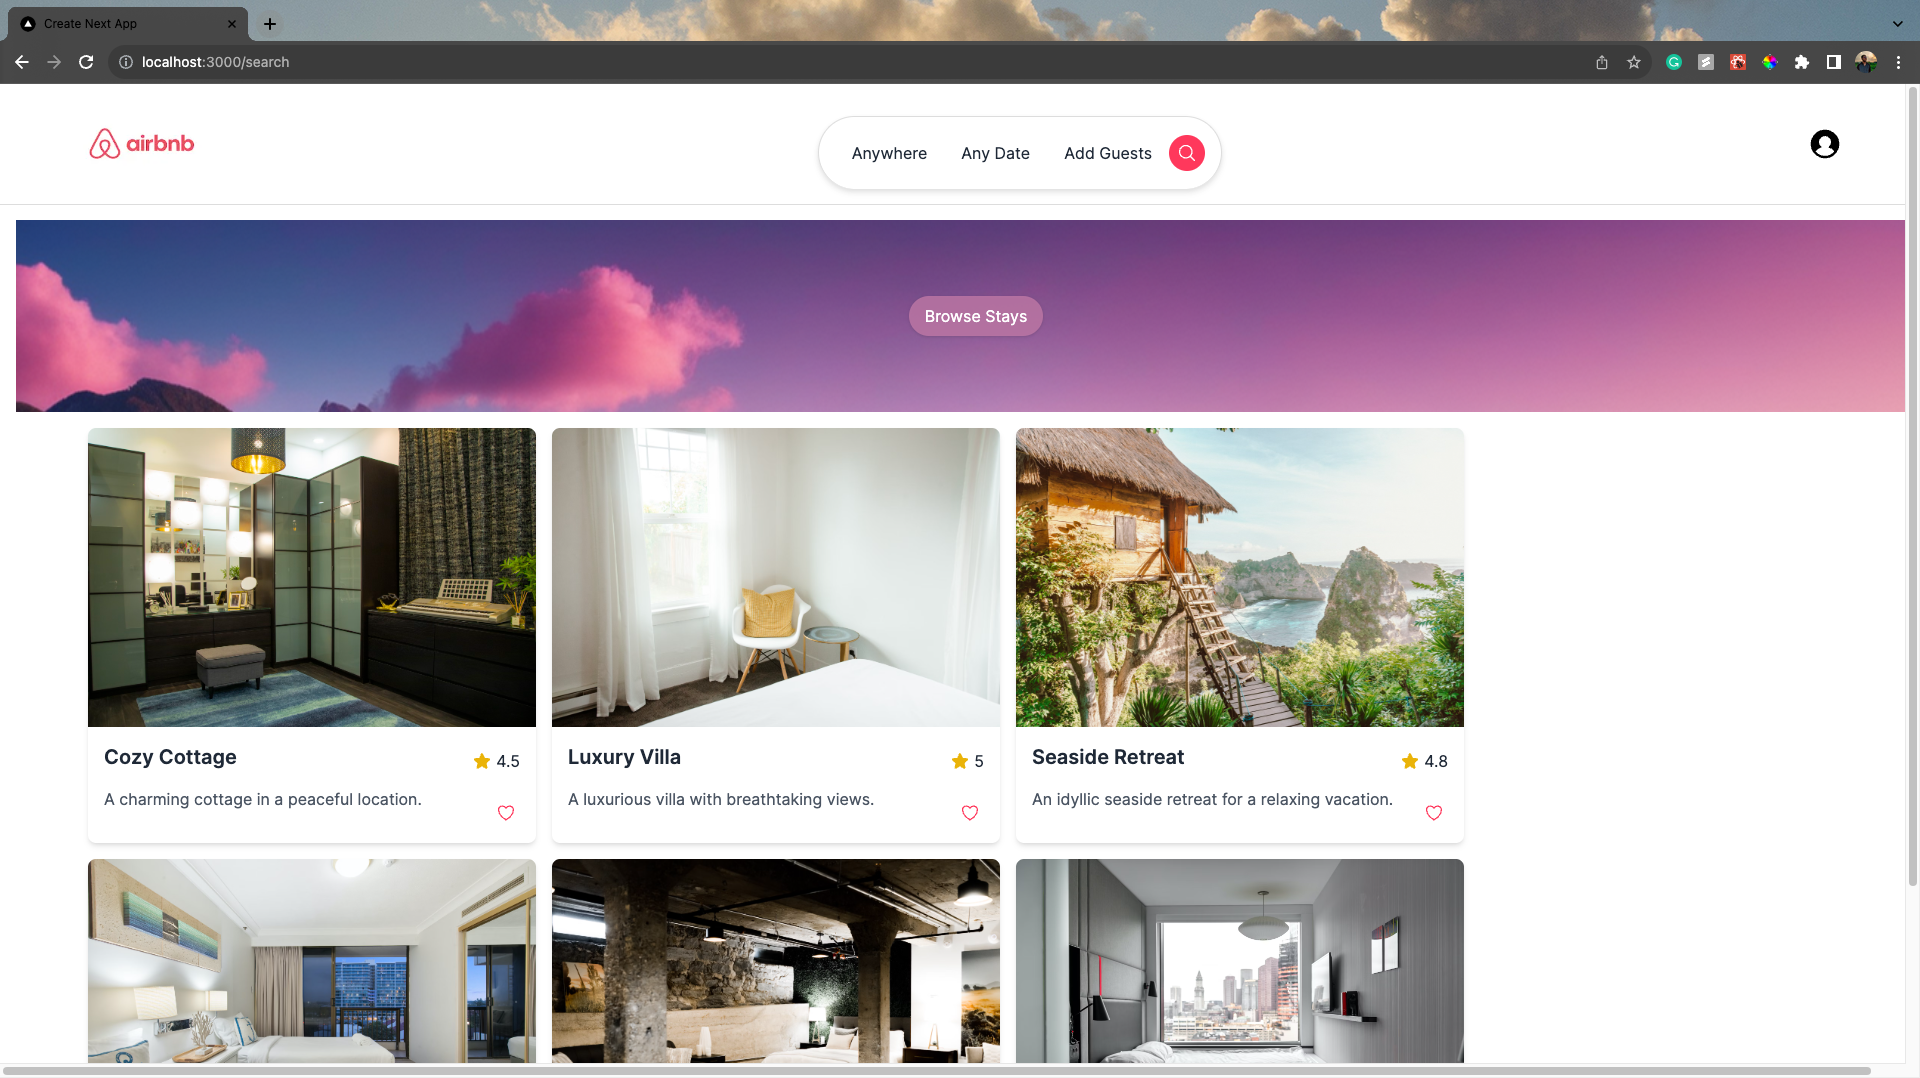 Create Next App
localhost:3000/search
airbnb
Anywhere Any Date Add Guests
Browse Stays
Cozy Cottage 4.5
A charming cottage in a peaceful location.
Luxury Villa 5
A luxurious villa with breathtaking views.
Seaside Retreat 4.8
An idyllic seaside retreat for a relaxing vacation.